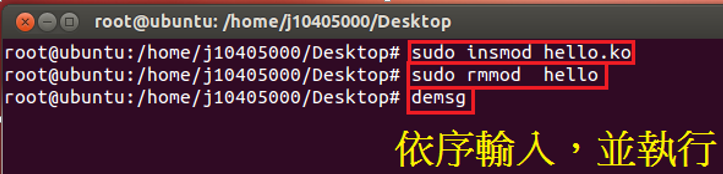 root@ubuntu: /home/j10405000/Desktop
root@ubuntu:/home/j10405000/Desktop# sudo insmod hello.ko
root@ubuntu:/home/j10405000/Desktop# sudo rmmod  hello
root@ubuntu:/home/j10405000/Desktop# demsg
依序輸入，並執行